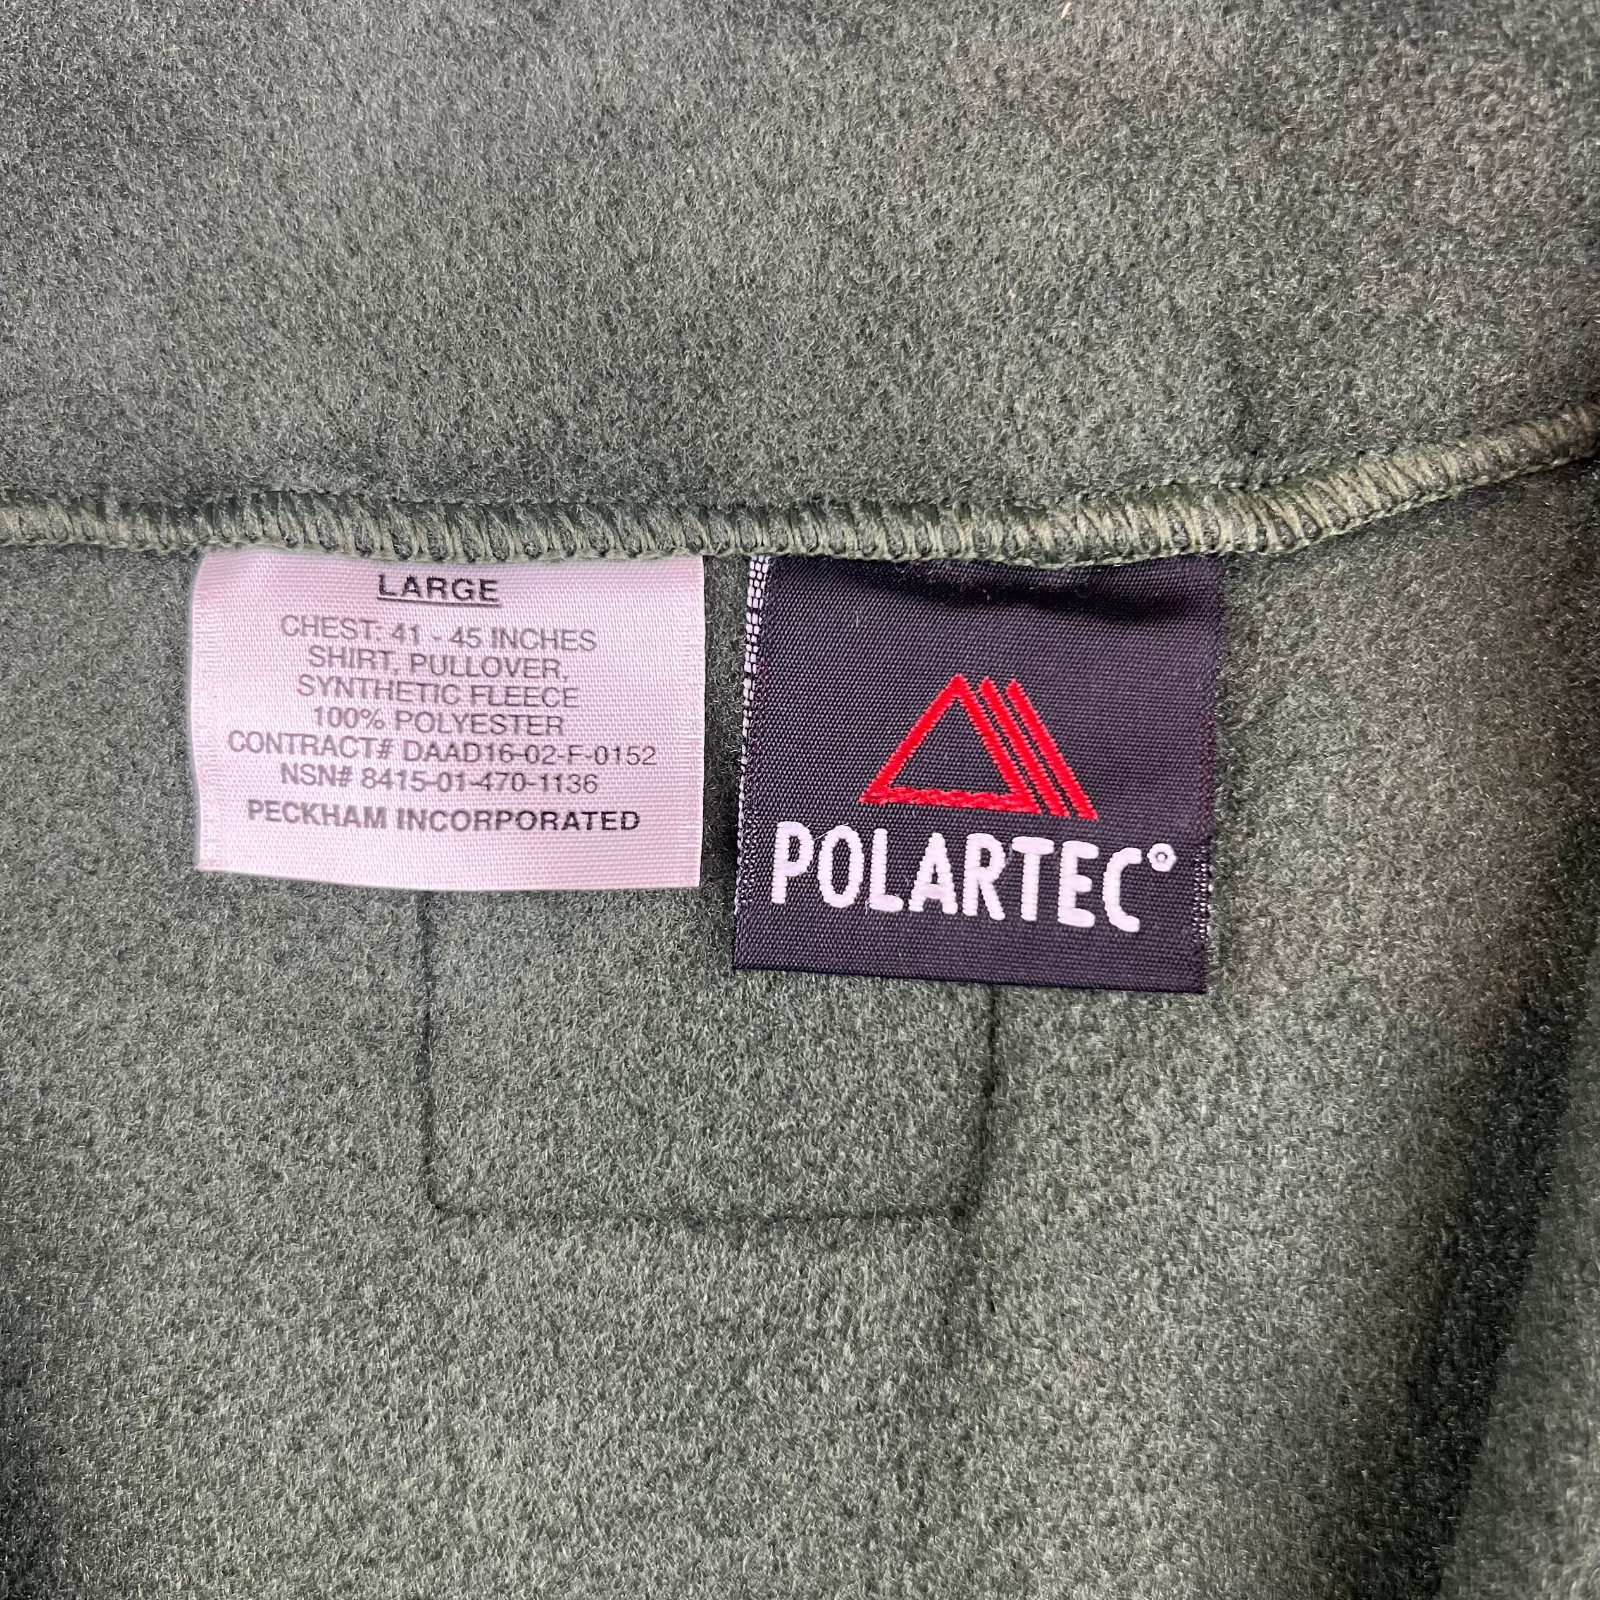 LARGE
CHEST: 41 - 45 INCHES
SHIRT, PULLOVER,
SYNTHETIC FLEECE
100% POLYESTER
CONTRACT# DAAD16-02-F-0152
NSN# 8415-01-470-1136
PECKHAM INCORPORATED
POLARTEC®